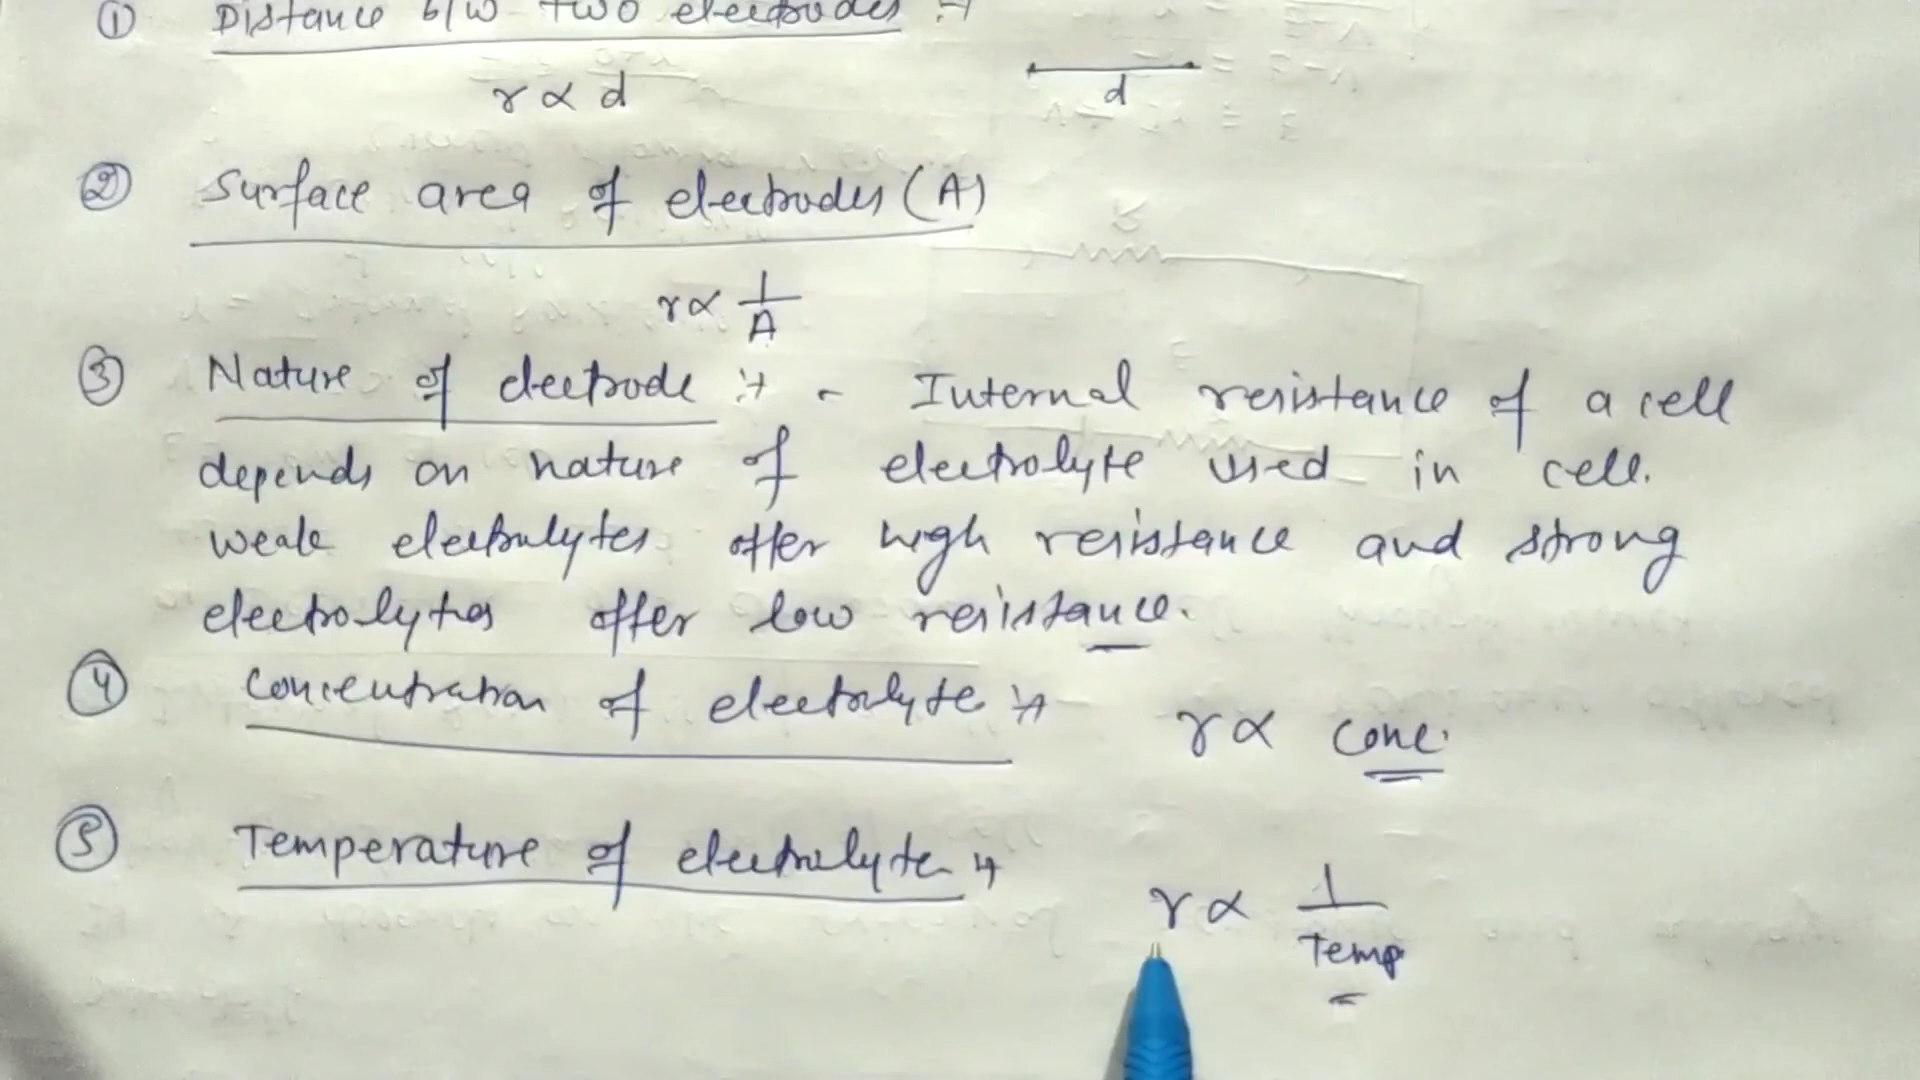 ① Distance b/w two electrodes :-
r ∝ d
d
② Surface area of electrodes (A)
r ∝ 1/A
③ Nature of electrode :- - Internal resistance of a cell
depends on nature of electrolyte used in cell.
weak electrolytes offer high resistance and strong
electrolytes offer low resistance.
④ Concentration of electrolyte :-
r ∝ conc.
⑤ Temperature of electrolyte :-
r ∝ 1/Temp